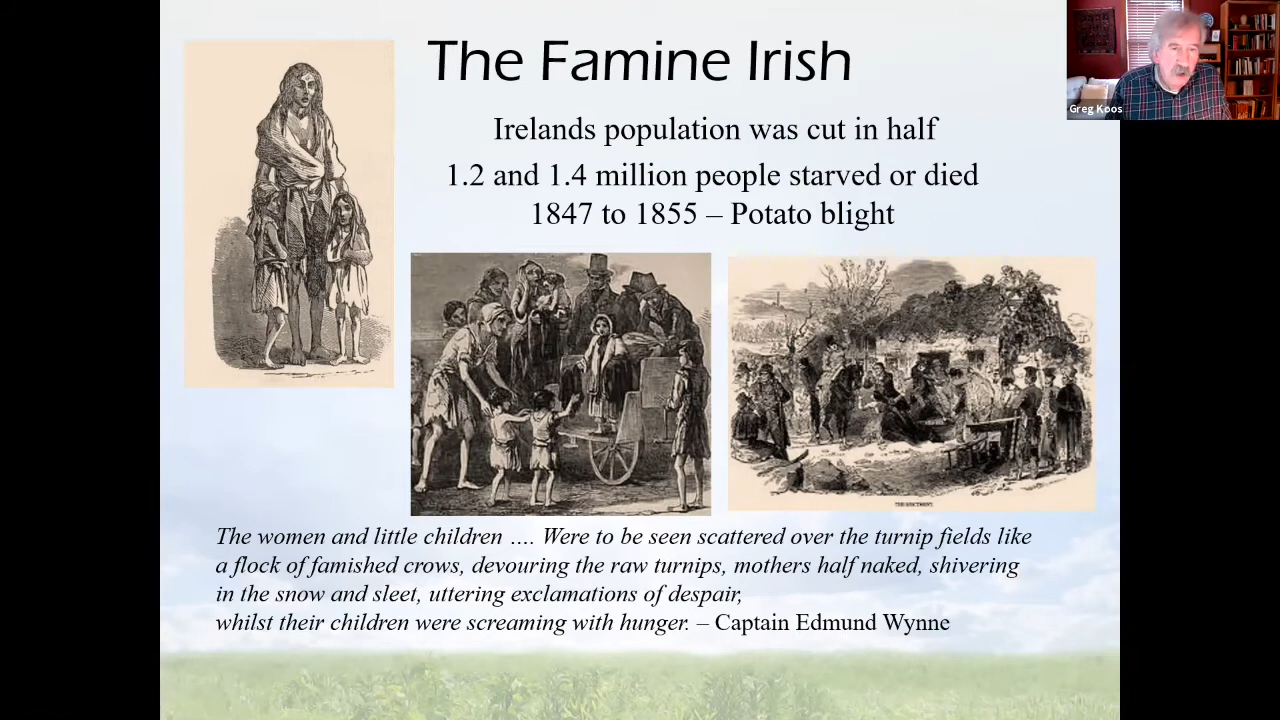 The Famine Irish
Greg Koos
Irelands population was cut in half
1.2 and 1.4 million people starved or died
1847 to 1855 – Potato blight
THE EJECTMENT.
The women and little children …. Were to be seen scattered over the turnip fields like
a flock of famished crows, devouring the raw turnips, mothers half naked, shivering
in the snow and sleet, uttering exclamations of despair,
whilst their children were screaming with hunger. – Captain Edmund Wynne